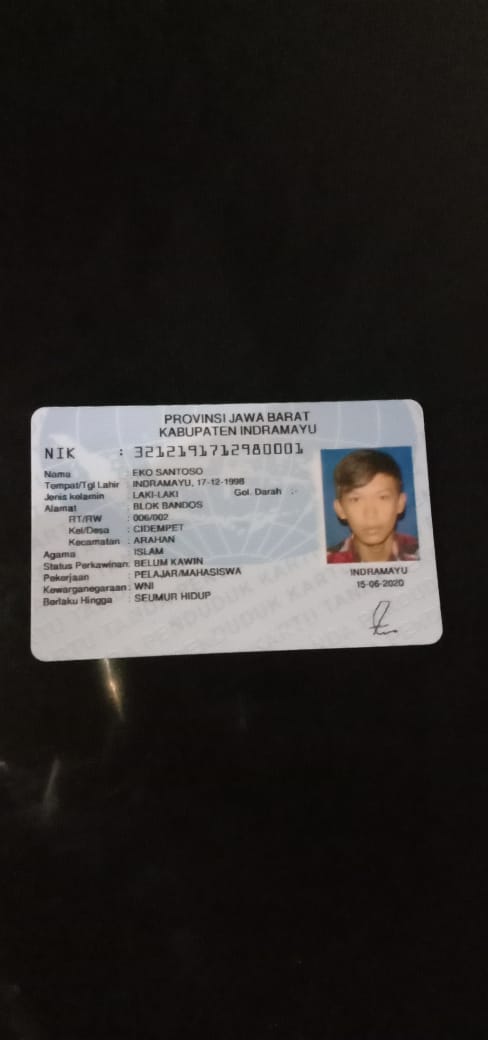 PROVINSI JAWA BARAT
KABUPATEN INDRAMAYU
NIK : 3212191712980001
Nama : EKO SANTOSO
Tempat/Tgl Lahir : INDRAMAYU, 17-12-1998
Jenis kelamin : LAKI-LAKI Gol. Darah :-
Alamat : BLOK BANDOS
RT/RW : 006/002
Kel/Desa : CIDEMPET
Kecamatan : ARAHAN
Agama : ISLAM
Status Perkawinan: BELUM KAWIN
Pekerjaan : PELAJAR/MAHASISWA
Kewarganegaraan : WNI
Berlaku Hingga : SEUMUR HIDUP
INDRAMAYU
15-06-2020